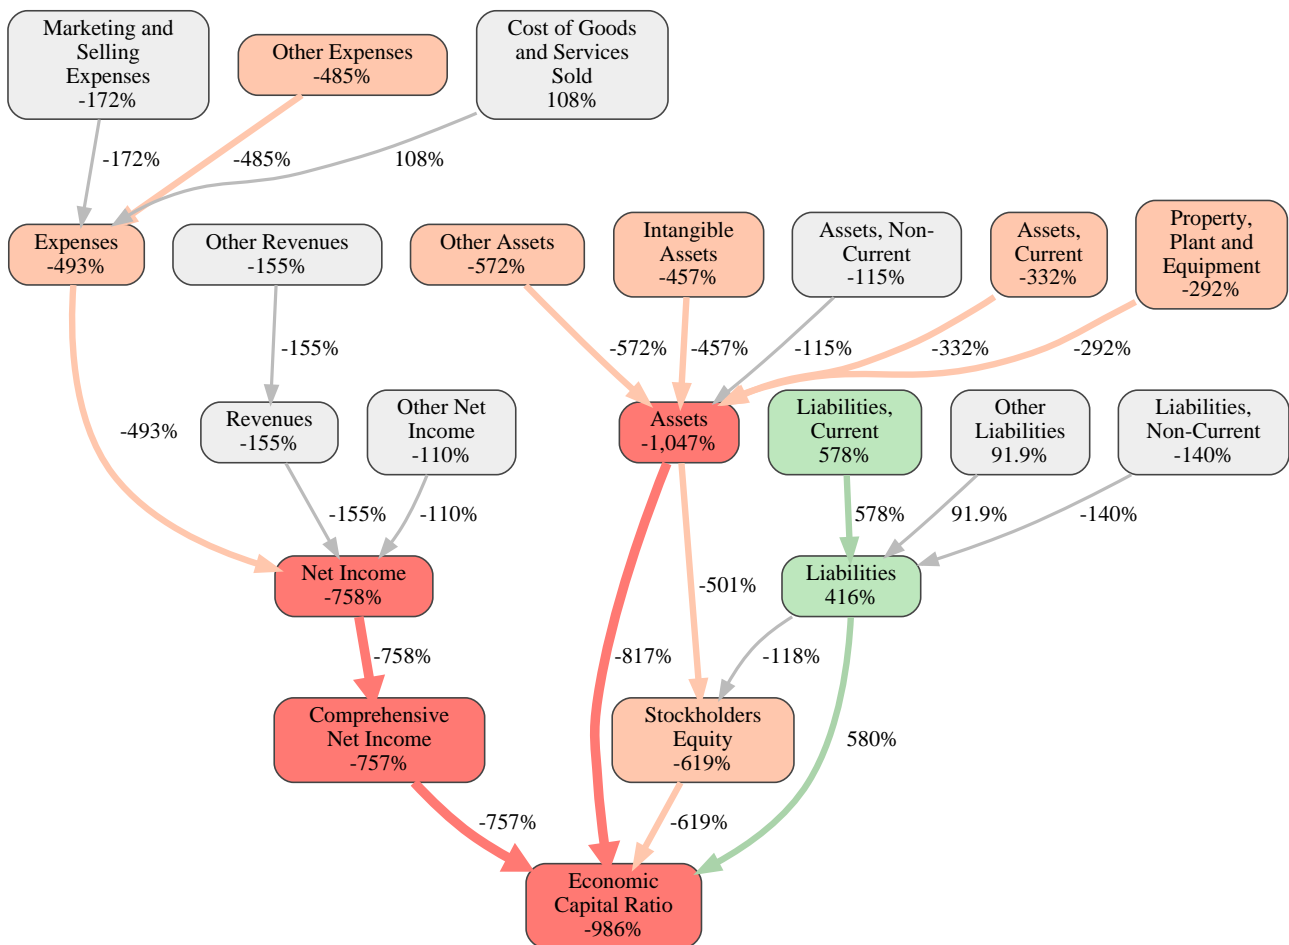 Marketing and
Selling
Expenses
-172%
Other Expenses
-485%
Cost of Goods
and Services
Sold
108%
-172%
-485%
108%
Expenses
-493%
Other Revenues
-155%
Other Assets
-572%
Intangible
Assets
-457%
Assets, Non-
Current
-115%
Assets,
Current
-332%
Property,
Plant and
Equipment
-292%
-155%
-572%
-457%
-115%
-332%
-292%
-493%
Revenues
-155%
Other Net
Income
-110%
Assets
-1,047%
Liabilities,
Current
578%
Other
Liabilities
91.9%
Liabilities,
Non-Current
-140%
-155%
-110%
578%
91.9%
-140%
Net Income
-758%
-501%
Liabilities
416%
-758%
-817%
-118%
Comprehensive
Net Income
-757%
Stockholders
Equity
-619%
580%
-757%
-619%
Economic
Capital Ratio
-986%